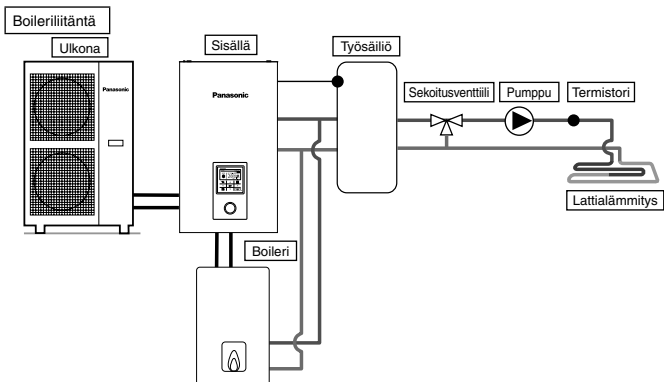 Boileriliitäntä
Ulkona
Sisällä
Työsäiliö
Sekoitusventtiili
Pumppu
Termistori
Panasonic
Panasonic
Lattialämmitys
Boileri